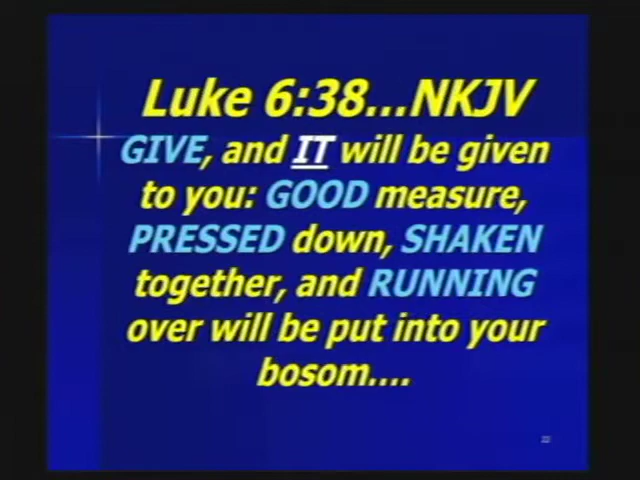 Luke 6:38...NKJV
GIVE, and IT will be given
to you: GOOD measure,
PRESSED down, SHAKEN
together, and RUNNING
over will be put into your
bosom....